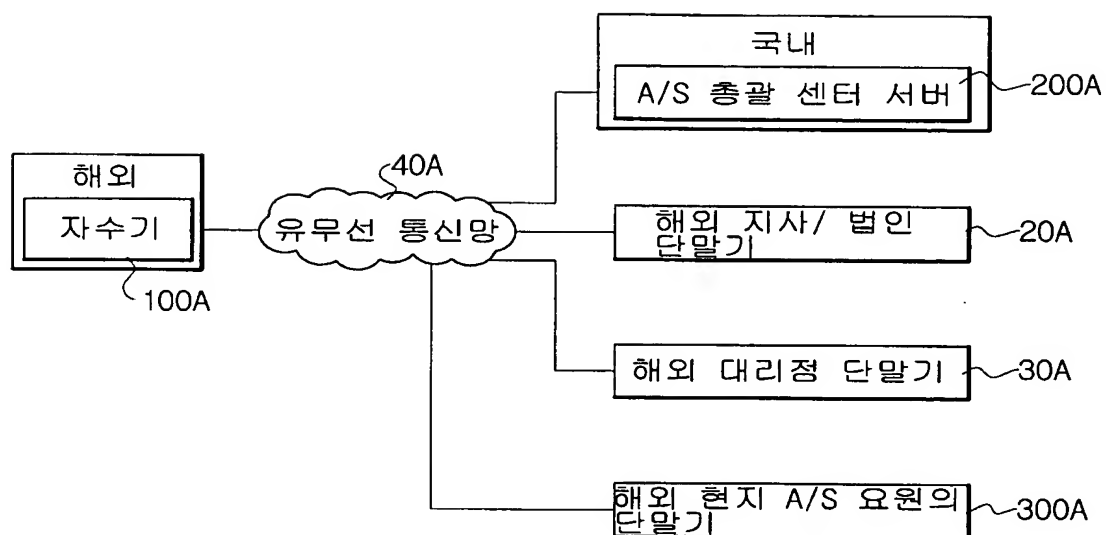 국내
A/S 총괄 센터 서버
200A
해외
자수기
100A
40A
유무선 통신망
해외 지사/ 법인
단말기
20A
해외 대리점 단말기
30A
해외 현지 A/S 요원의
단말기
300A